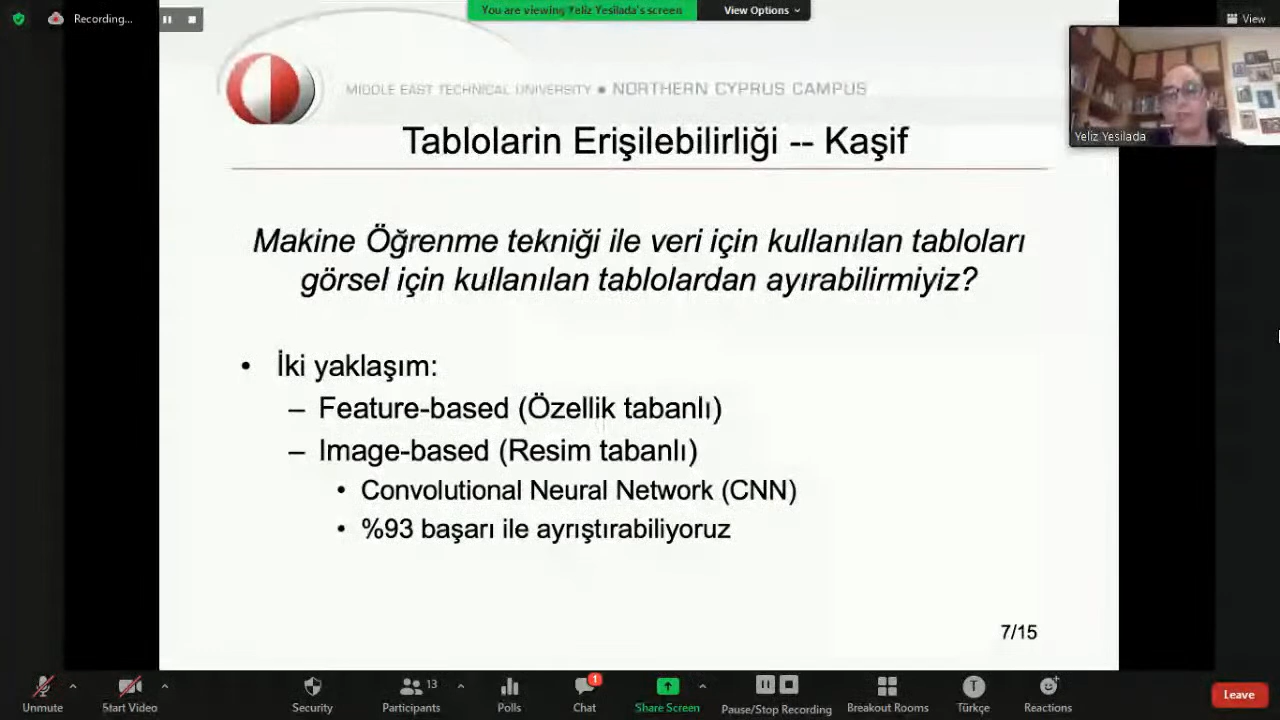 Recording...
You are viewing Yeliz Yesilada's screen
View Options
View
MIDDLE EAST TECHNICAL UNIVERSITY ● NORTHERN CYPRUS CAMPUS
Yeliz Yesilada
Tablolarin Erişilebilirliği -- Kaşif
Makine Öğrenme tekniği ile veri için kullanılan tabloları
görsel için kullanılan tablolardan ayırabilirmiyiz?
• İki yaklaşım:
– Feature-based (Özellik tabanlı)
– Image-based (Resim tabanlı)
• Convolutional Neural Network (CNN)
• %93 başarı ile ayrıştırabiliyoruz
7/15
Unmute
Start Video
Security
13
Participants
Polls
1
Chat
Share Screen
Pause/Stop Recording
Breakout Rooms
T
Türkçe
Reactions
Leave